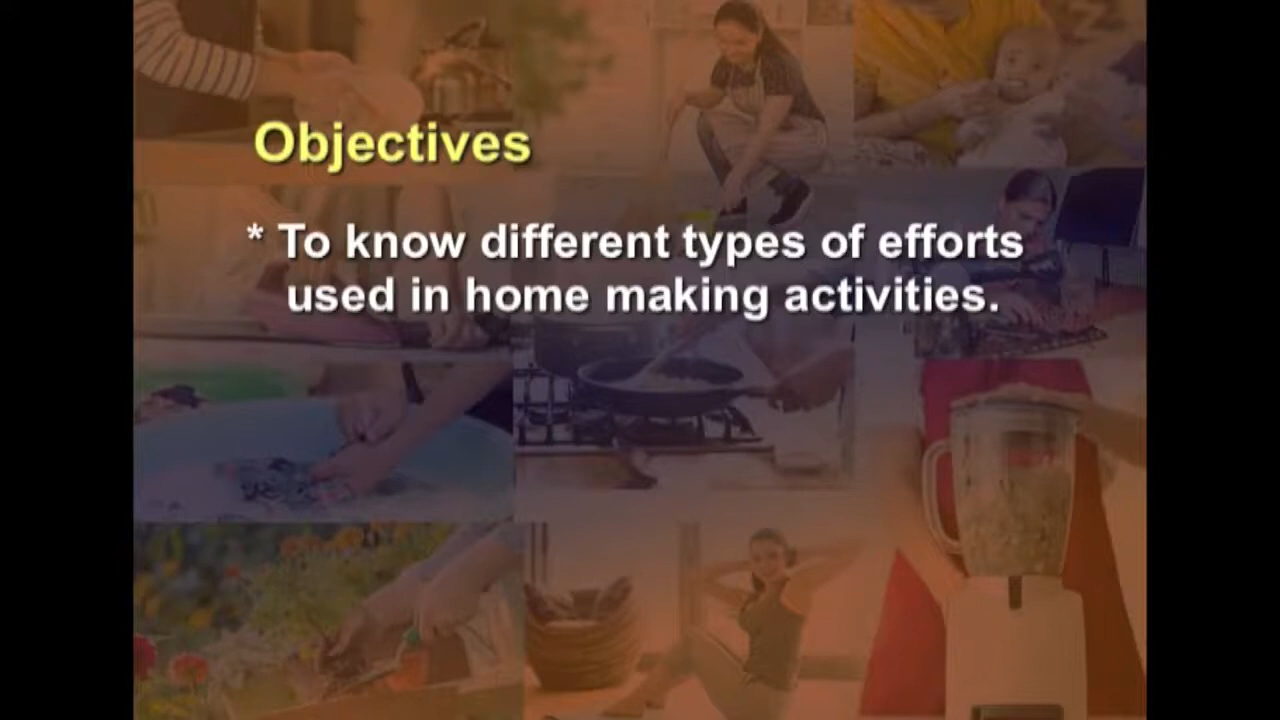 Objectives
* To know different types of efforts
used in home making activities.